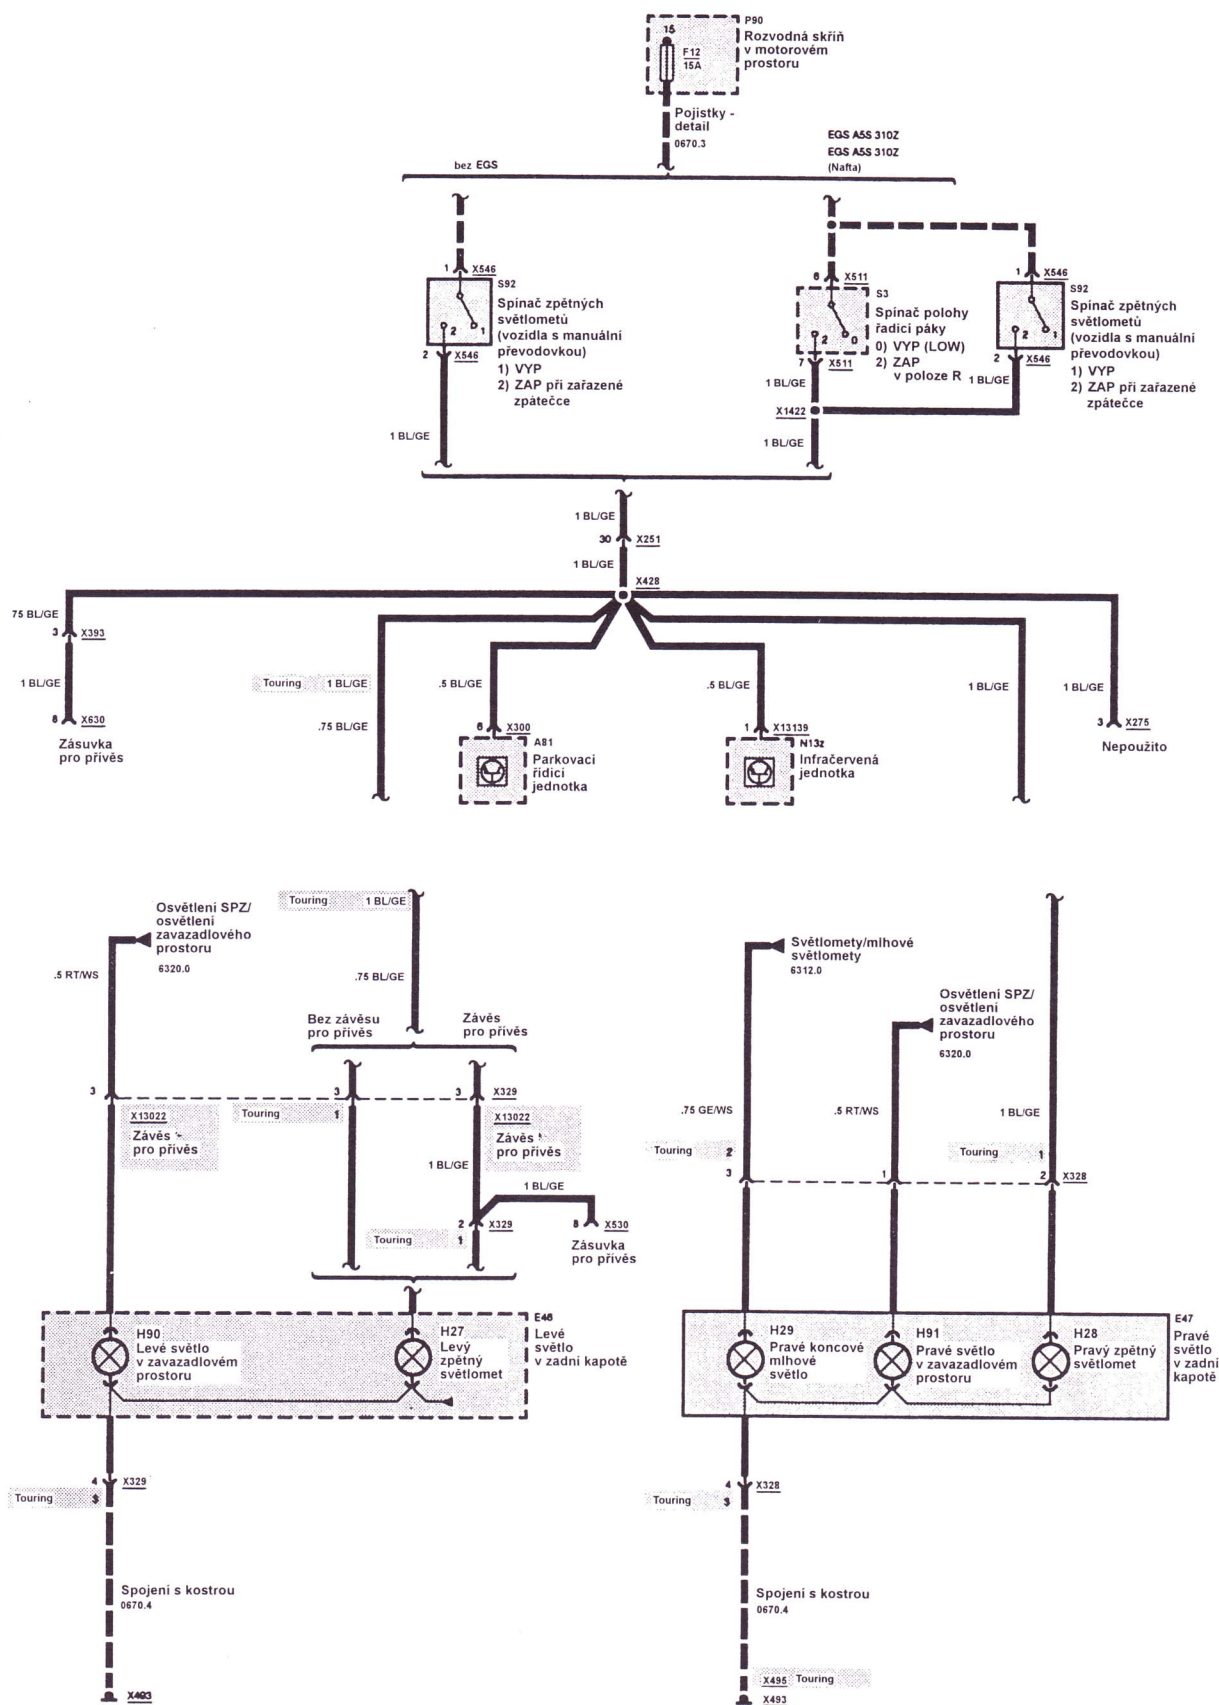 P90
Rozvodná skříň
v motorovém
prostoru
15
F12
15A
Pojistky -
detail
0670.3
bez EGS
EGS A5S 310Z
EGS A5S 310Z
(Nafta)
1
X546
S92
Spínač zpětných
světlometů
(vozidla s manuální
převodovkou)
1) VYP
2) ZAP při zařazené
zpátečce
2
1
2
X546
6
X511
S3
Spínač polohy
řadicí páky
0) VYP (LOW)
2) ZAP
v poloze R
2
0
7
X511
1
X546
S92
Spínač zpětných
světlometů
(vozidla s manuální
převodovkou)
1) VYP
2) ZAP při zařazené
zpátečce
2
1
2
X546
1 BL/GE
1 BL/GE
X1422
1 BL/GE
1 BL/GE
1 BL/GE
30
X251
1 BL/GE
X428
75 BL/GE
3
X393
1 BL/GE
8
X630
Zásuvka
pro přívěs
Touring
1 BL/GE
.75 BL/GE
.5 BL/GE
6
X300
A81
Parkovací
řídicí
jednotka
.5 BL/GE
1
X13139
N13z
Infračervená
jednotka
1 BL/GE
1 BL/GE
3
X275
Nepoužito
Osvětlení SPZ/
osvětlení
zavazadlového
prostoru
6320.0
.5 RT/WS
Touring
1 BL/GE
.75 BL/GE
Bez závěsu
pro přívěs
Závěs
pro přívěs
3
3
3
X329
X13022
Závěs
pro přívěs
Touring
1
X13022
Závěs
pro přívěs
1 BL/GE
1 BL/GE
2
X329
Touring
1
8
X530
Zásuvka
pro přívěs
Světlomety/mlhové
světlomety
6312.0
Osvětlení SPZ/
osvětlení
zavazadlového
prostoru
6320.0
.75 GE/WS
.5 RT/WS
1 BL/GE
Touring
2
3
1
Touring
1
2
X328
H90
Levé světlo
v zavazadlovém
prostoru
H27
Levý
zpětný
světlomet
E46
Levé
světlo
v zadní kapotě
H29
Pravé koncové
mlhové
světlo
H91
Pravé světlo
v zavazadlovém
prostoru
H28
Pravý zpětný
světlomet
E47
Pravé
světlo
v zadní
kapotě
4
X329
Touring
3
Spojení s kostrou
0670.4
X493
4
X328
Touring
3
Spojení s kostrou
0670.4
X495 Touring
X493